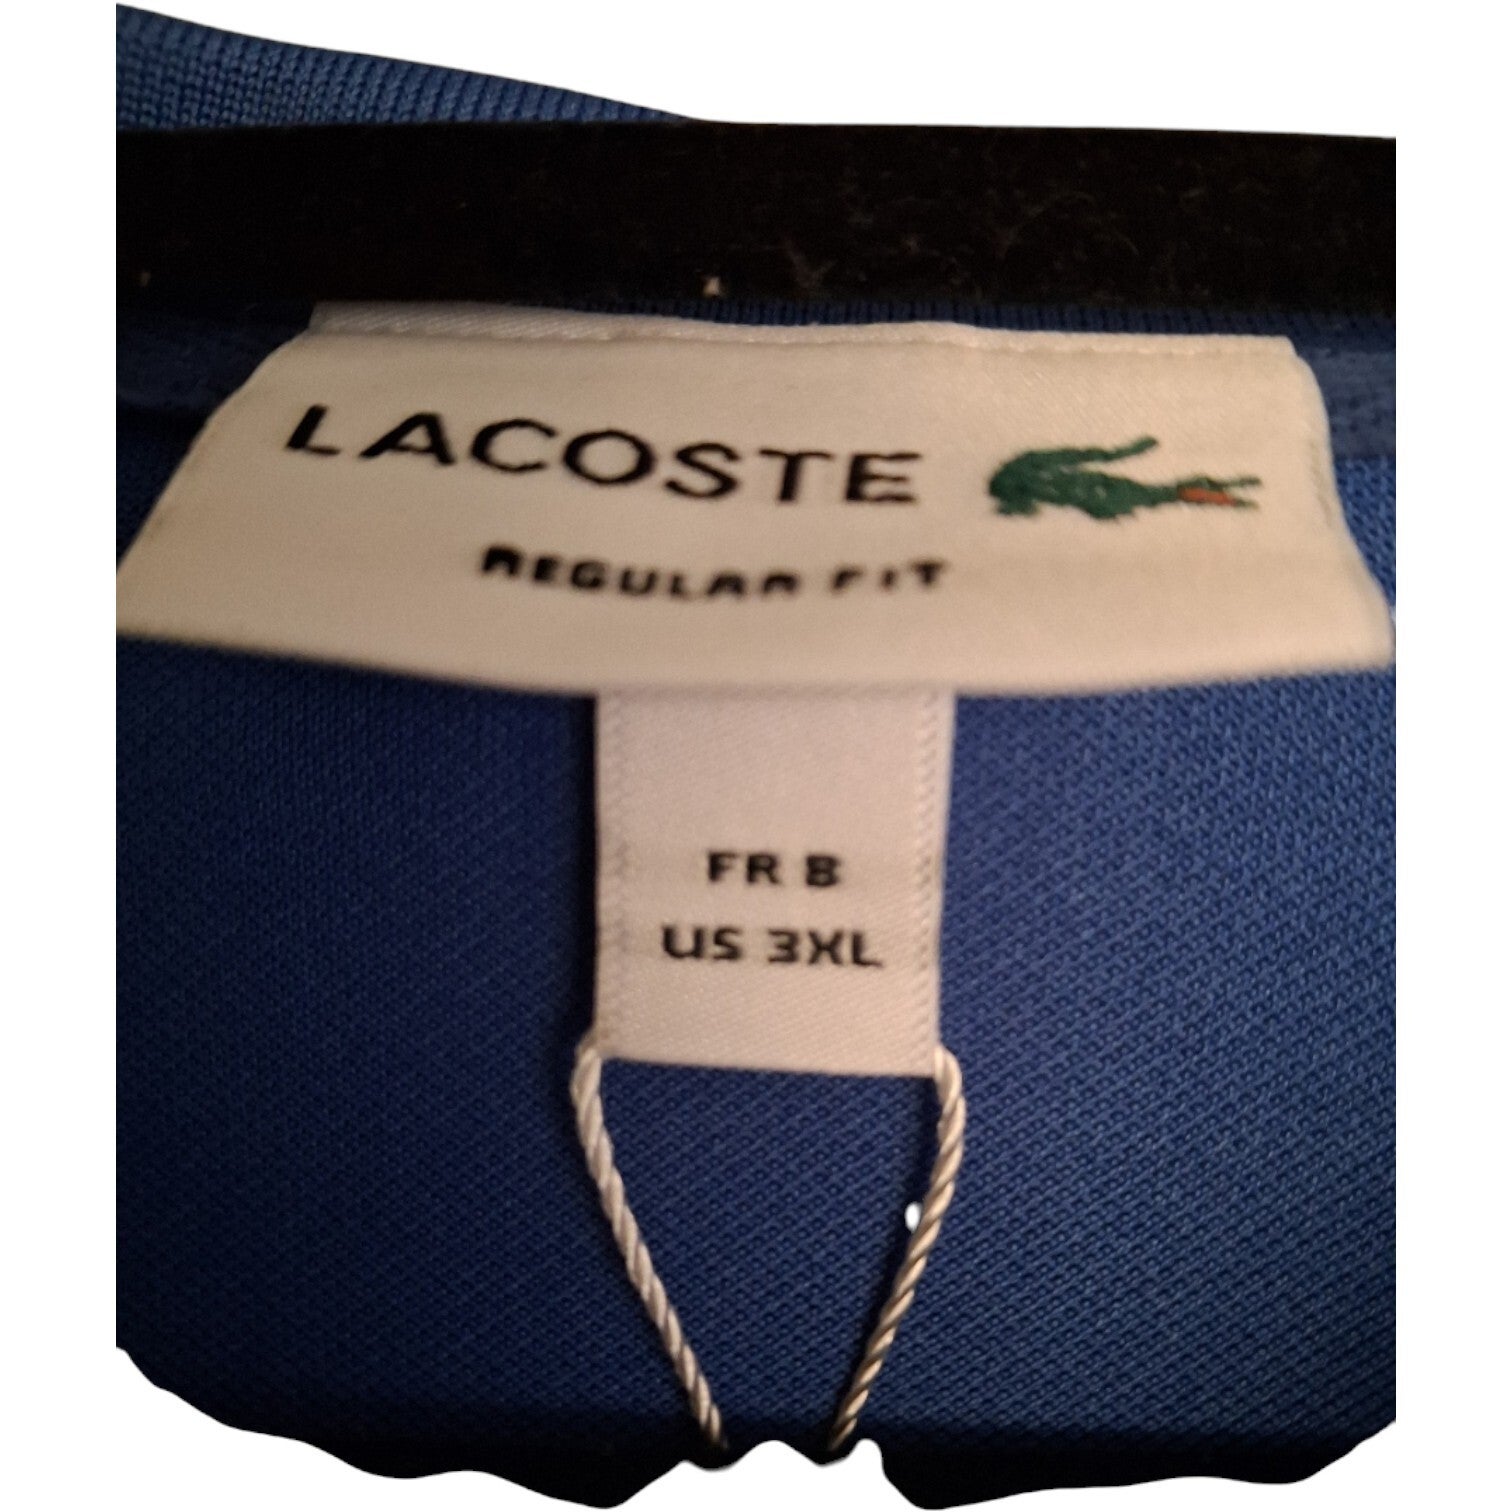 LACOSTE
REGULAR FIT
FR 8
US 3XL